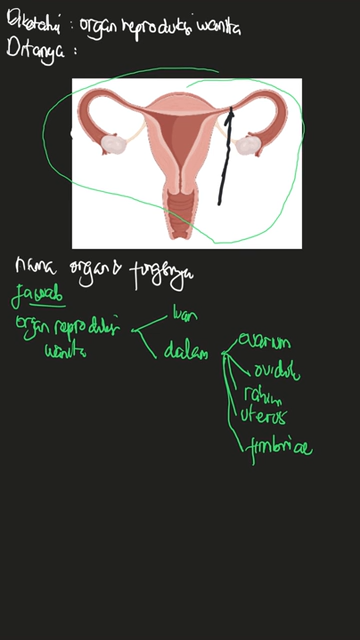 Diketahui : organ reproduksi wanita
Ditanya :
nama organ & fungsinya
Jawab
organ reproduksi wanita
luar
dalam
ovarium
oviduk
rahim
uterus
fimbriae